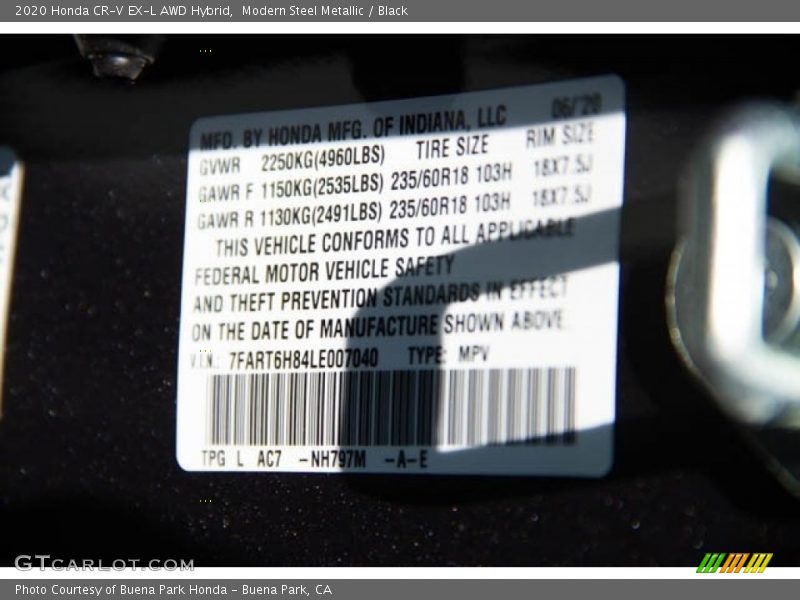 2020 Honda CR-V EX-L AWD Hybrid, Modern Steel Metallic / Black
06/20
MFD. BY HONDA MFG. OF INDIANA, LLC
GVWR 2250KG(4960LBS) TIRE SIZE RIM SIZE
GAWR F 1150KG(2535LBS) 235/60R18 103H 18X7.5J
GAWR R 1130KG(2491LBS) 235/60R18 103H 18X7.5J
THIS VEHICLE CONFORMS TO ALL APPLICABLE
FEDERAL MOTOR VEHICLE SAFETY
AND THEFT PREVENTION STANDARDS IN EFFECT
ON THE DATE OF MANUFACTURE SHOWN ABOVE.
V.I.N.: 7FART6H84LE007040 TYPE: MPV
TPG L AC7 -NH797M -A-E
GTCARLOT.COM
Photo Courtesy of Buena Park Honda - Buena Park, CA